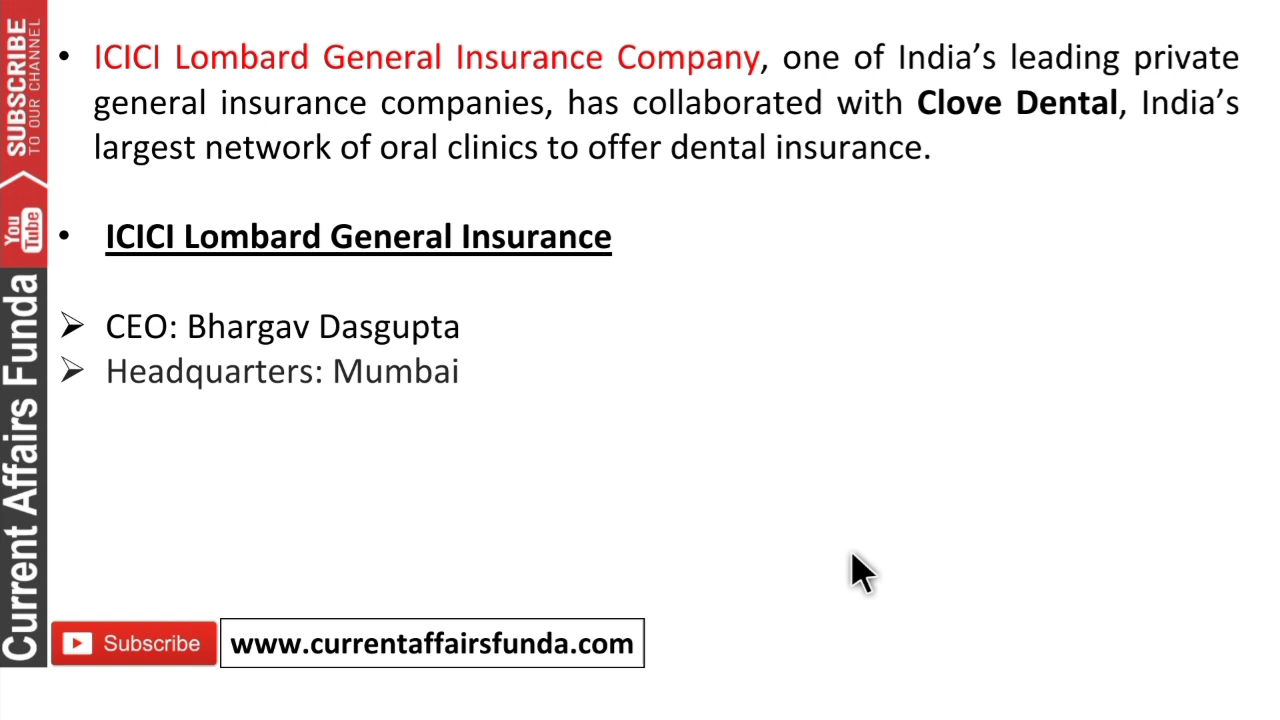 • ICICI Lombard General Insurance Company, one of India’s leading private
general insurance companies, has collaborated with Clove Dental, India’s
largest network of oral clinics to offer dental insurance.
• ICICI Lombard General Insurance
➢ CEO: Bhargav Dasgupta
➢ Headquarters: Mumbai
SUBSCRIBE
TO OUR CHANNEL
You
Tube
Current Affairs Funda
Subscribe
www.currentaffairsfunda.com